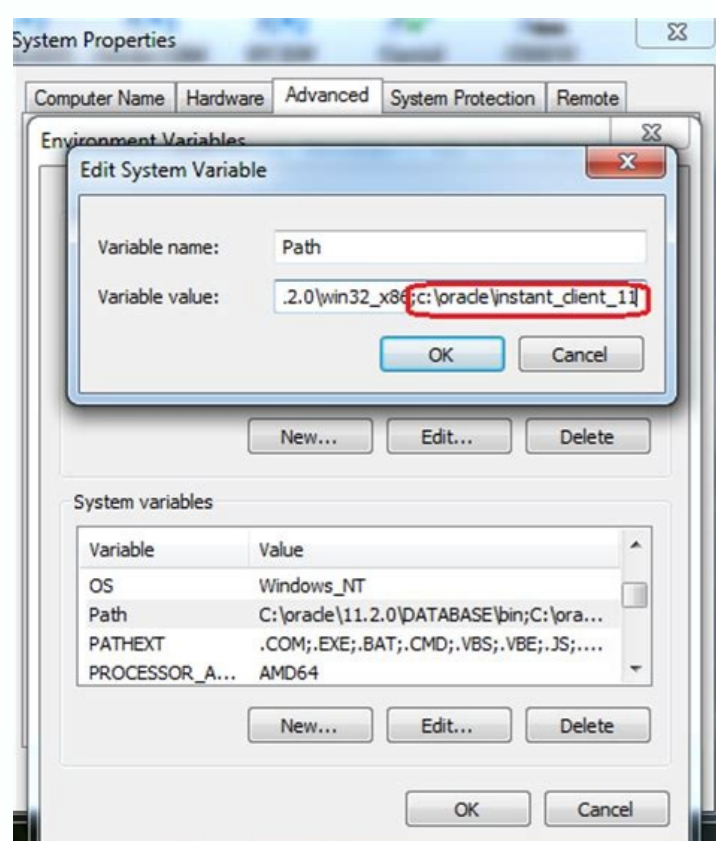 System Properties
Computer Name Hardware Advanced System Protection Remote
Environment Variables
Edit System Variable
Variable name: Path
Variable value: .2.0\win32_x86;c:\oracle\instant_client_11
OK Cancel
New... Edit... Delete
System variables
Variable Value
OS Windows_NT
Path C:\oracle\11.2.0\DATABASE\bin;C:\ora...
PATHEXT .COM;.EXE;.BAT;.CMD;.VBS;.VBE;.JS;....
PROCESSOR_A... AMD64
New... Edit... Delete
OK Cancel